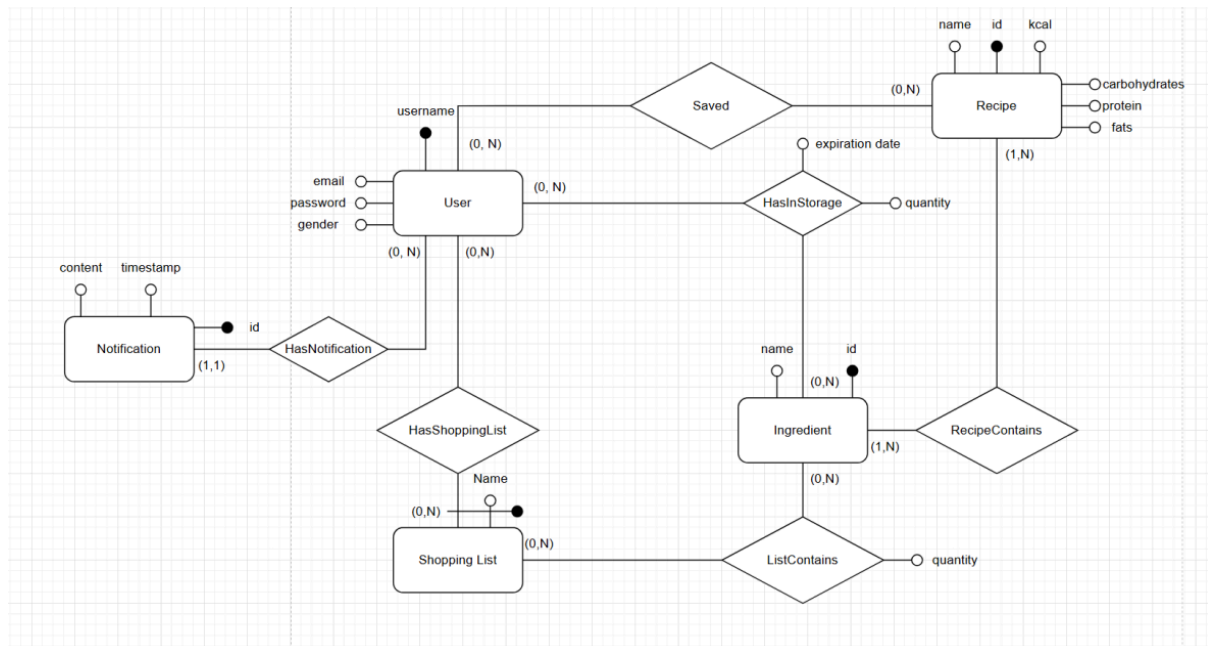 name id kcal
carbohydrates
(0,N)
Saved
Recipe
protein
username
fats
(0, N)
expiration date
(1,N)
email
(0, N)
password
User
HasInStorage
quantity
gender
(0, N)
(0,N)
content timestamp
id
Notification
HasNotification
name id
(1,1)
(0,N)
HasShoppingList
Ingredient
RecipeContains
(1,N)
Name
(0,N)
(0,N)
(0,N)
Shopping List
ListContains
quantity